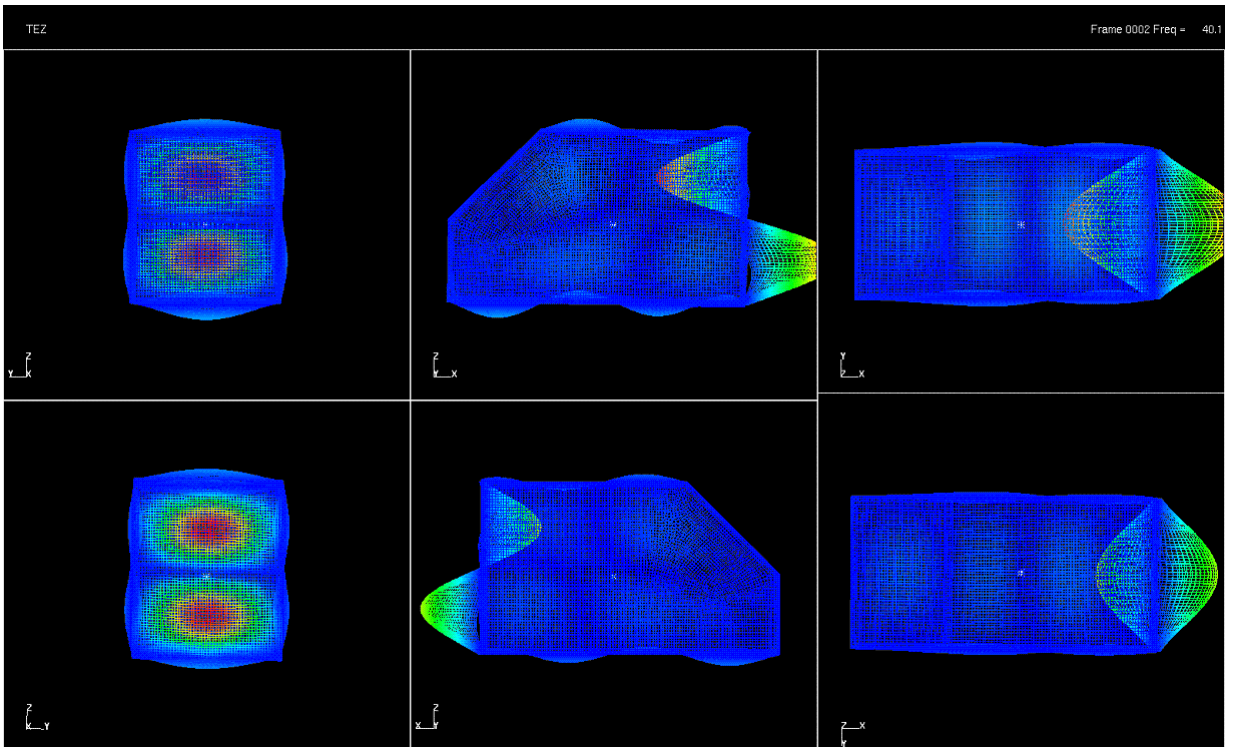 TEZ
Frame 0002 Freq = 40.1
Z
Y X
Z
Y X
Y
Z X
Z
X Y
Z
X Y
Z X
Y